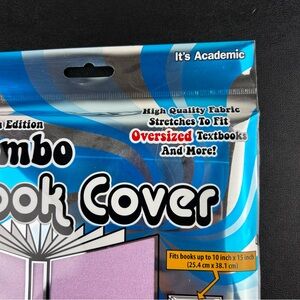 It's Academic
Edition
High Quality Fabric
Stretches To Fit
Oversized Textbooks
And More!
mbo
ook Cover
Fits books up to 10 inch x 15 inch
(25.4 cm x 38.1 cm)